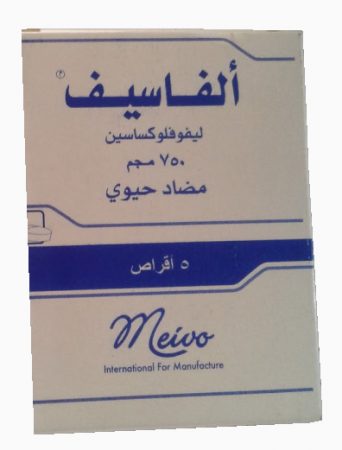 ألفاسيف®
ليفوفلوكساسين
٧٥٠ مجم
مضاد حيوي
٥ أقراص
Meivo
International For Manufacture